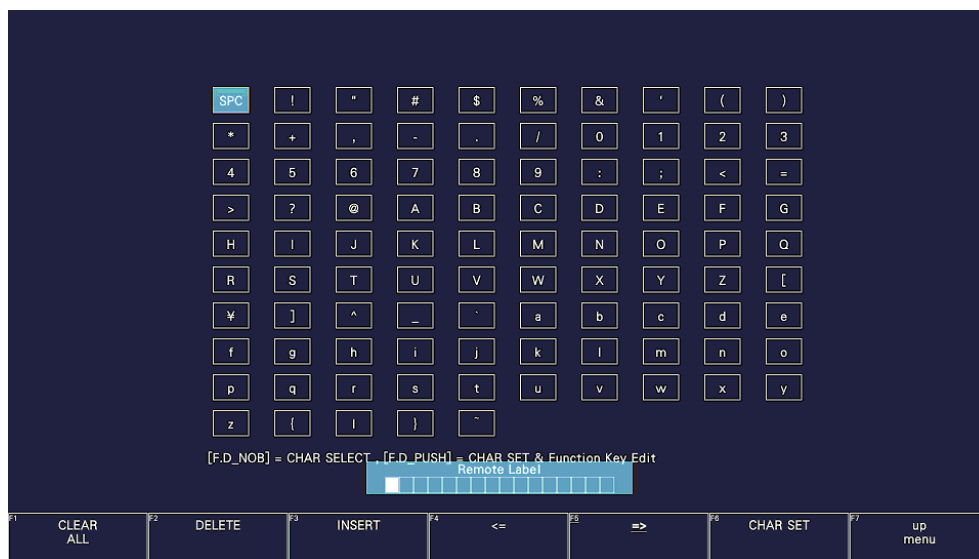 SPC ! " # $ % & ' ( )
* + , - . / 0 1 2 3
4 5 6 7 8 9 : ; < =
> ? @ A B C D E F G
H I J K L M N O P Q
R S T U V W X Y Z [
¥ ] ^ _ ` a b c d e
f g h i j k l m n o
p q r s t u v w x y
z { | } ~
[F.D_NOB] = CHAR SELECT , [F.D_PUSH] = CHAR SET & Function Key Edit
Remote Label
F1 CLEAR ALL
F2 DELETE
F3 INSERT
F4 <=
F5 =>
F6 CHAR SET
F7 up menu